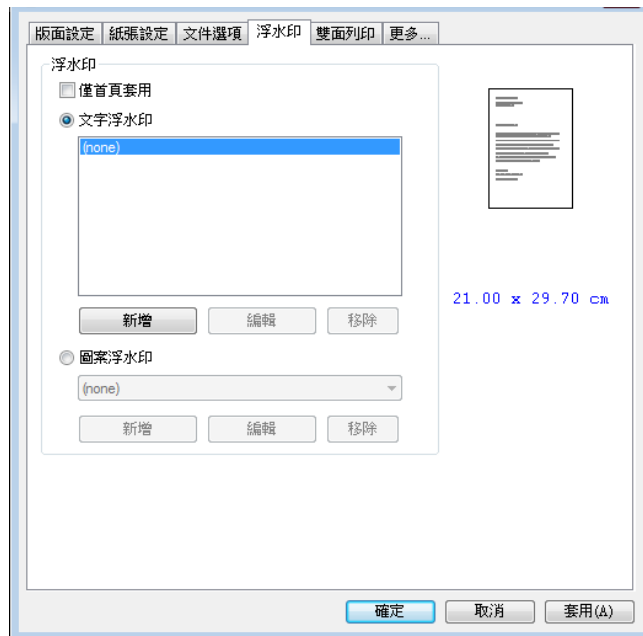 版面設定 紙張設定 文件選項 浮水印 雙面列印 更多...
浮水印
僅首頁套用
文字浮水印
(none)
新增 編輯 移除
圖案浮水印
(none)
新增 編輯 移除
21.00 x 29.70 cm
確定 取消 套用(A)